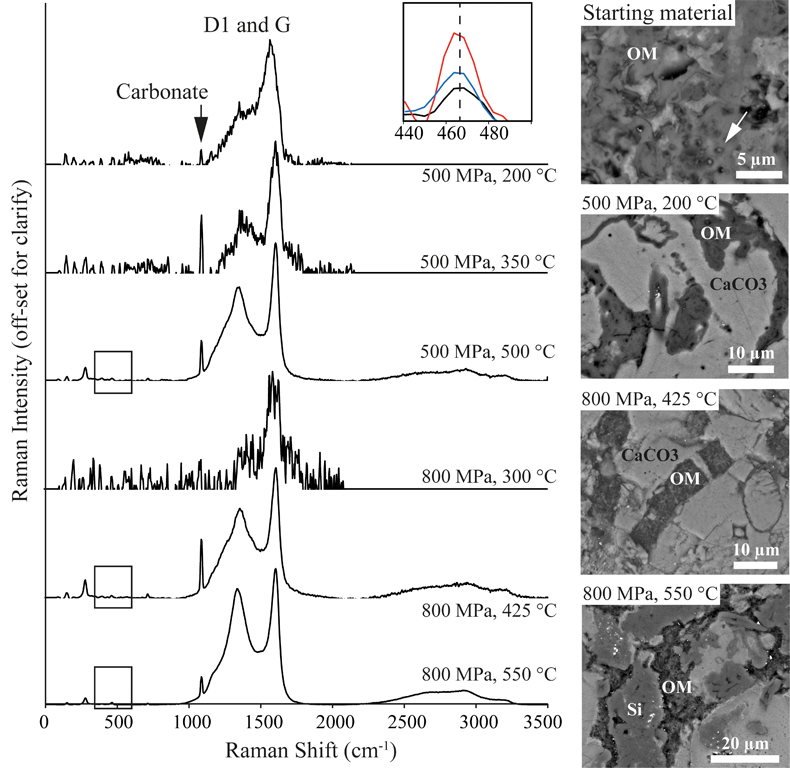 D1 and G
Carbonate
440 460 480
500 MPa, 200 °C
500 MPa, 350 °C
500 MPa, 500 °C
800 MPa, 300 °C
800 MPa, 425 °C
800 MPa, 550 °C
Raman Intensity (off-set for clarify)
0 500 1000 1500 2000 2500 3000 3500
Raman Shift (cm-1)
Starting material
OM
5 µm
500 MPa, 200 °C
OM
CaCO3
10 µm
800 MPa, 425 °C
CaCO3
OM
10 µm
800 MPa, 550 °C
OM
Si
20 µm